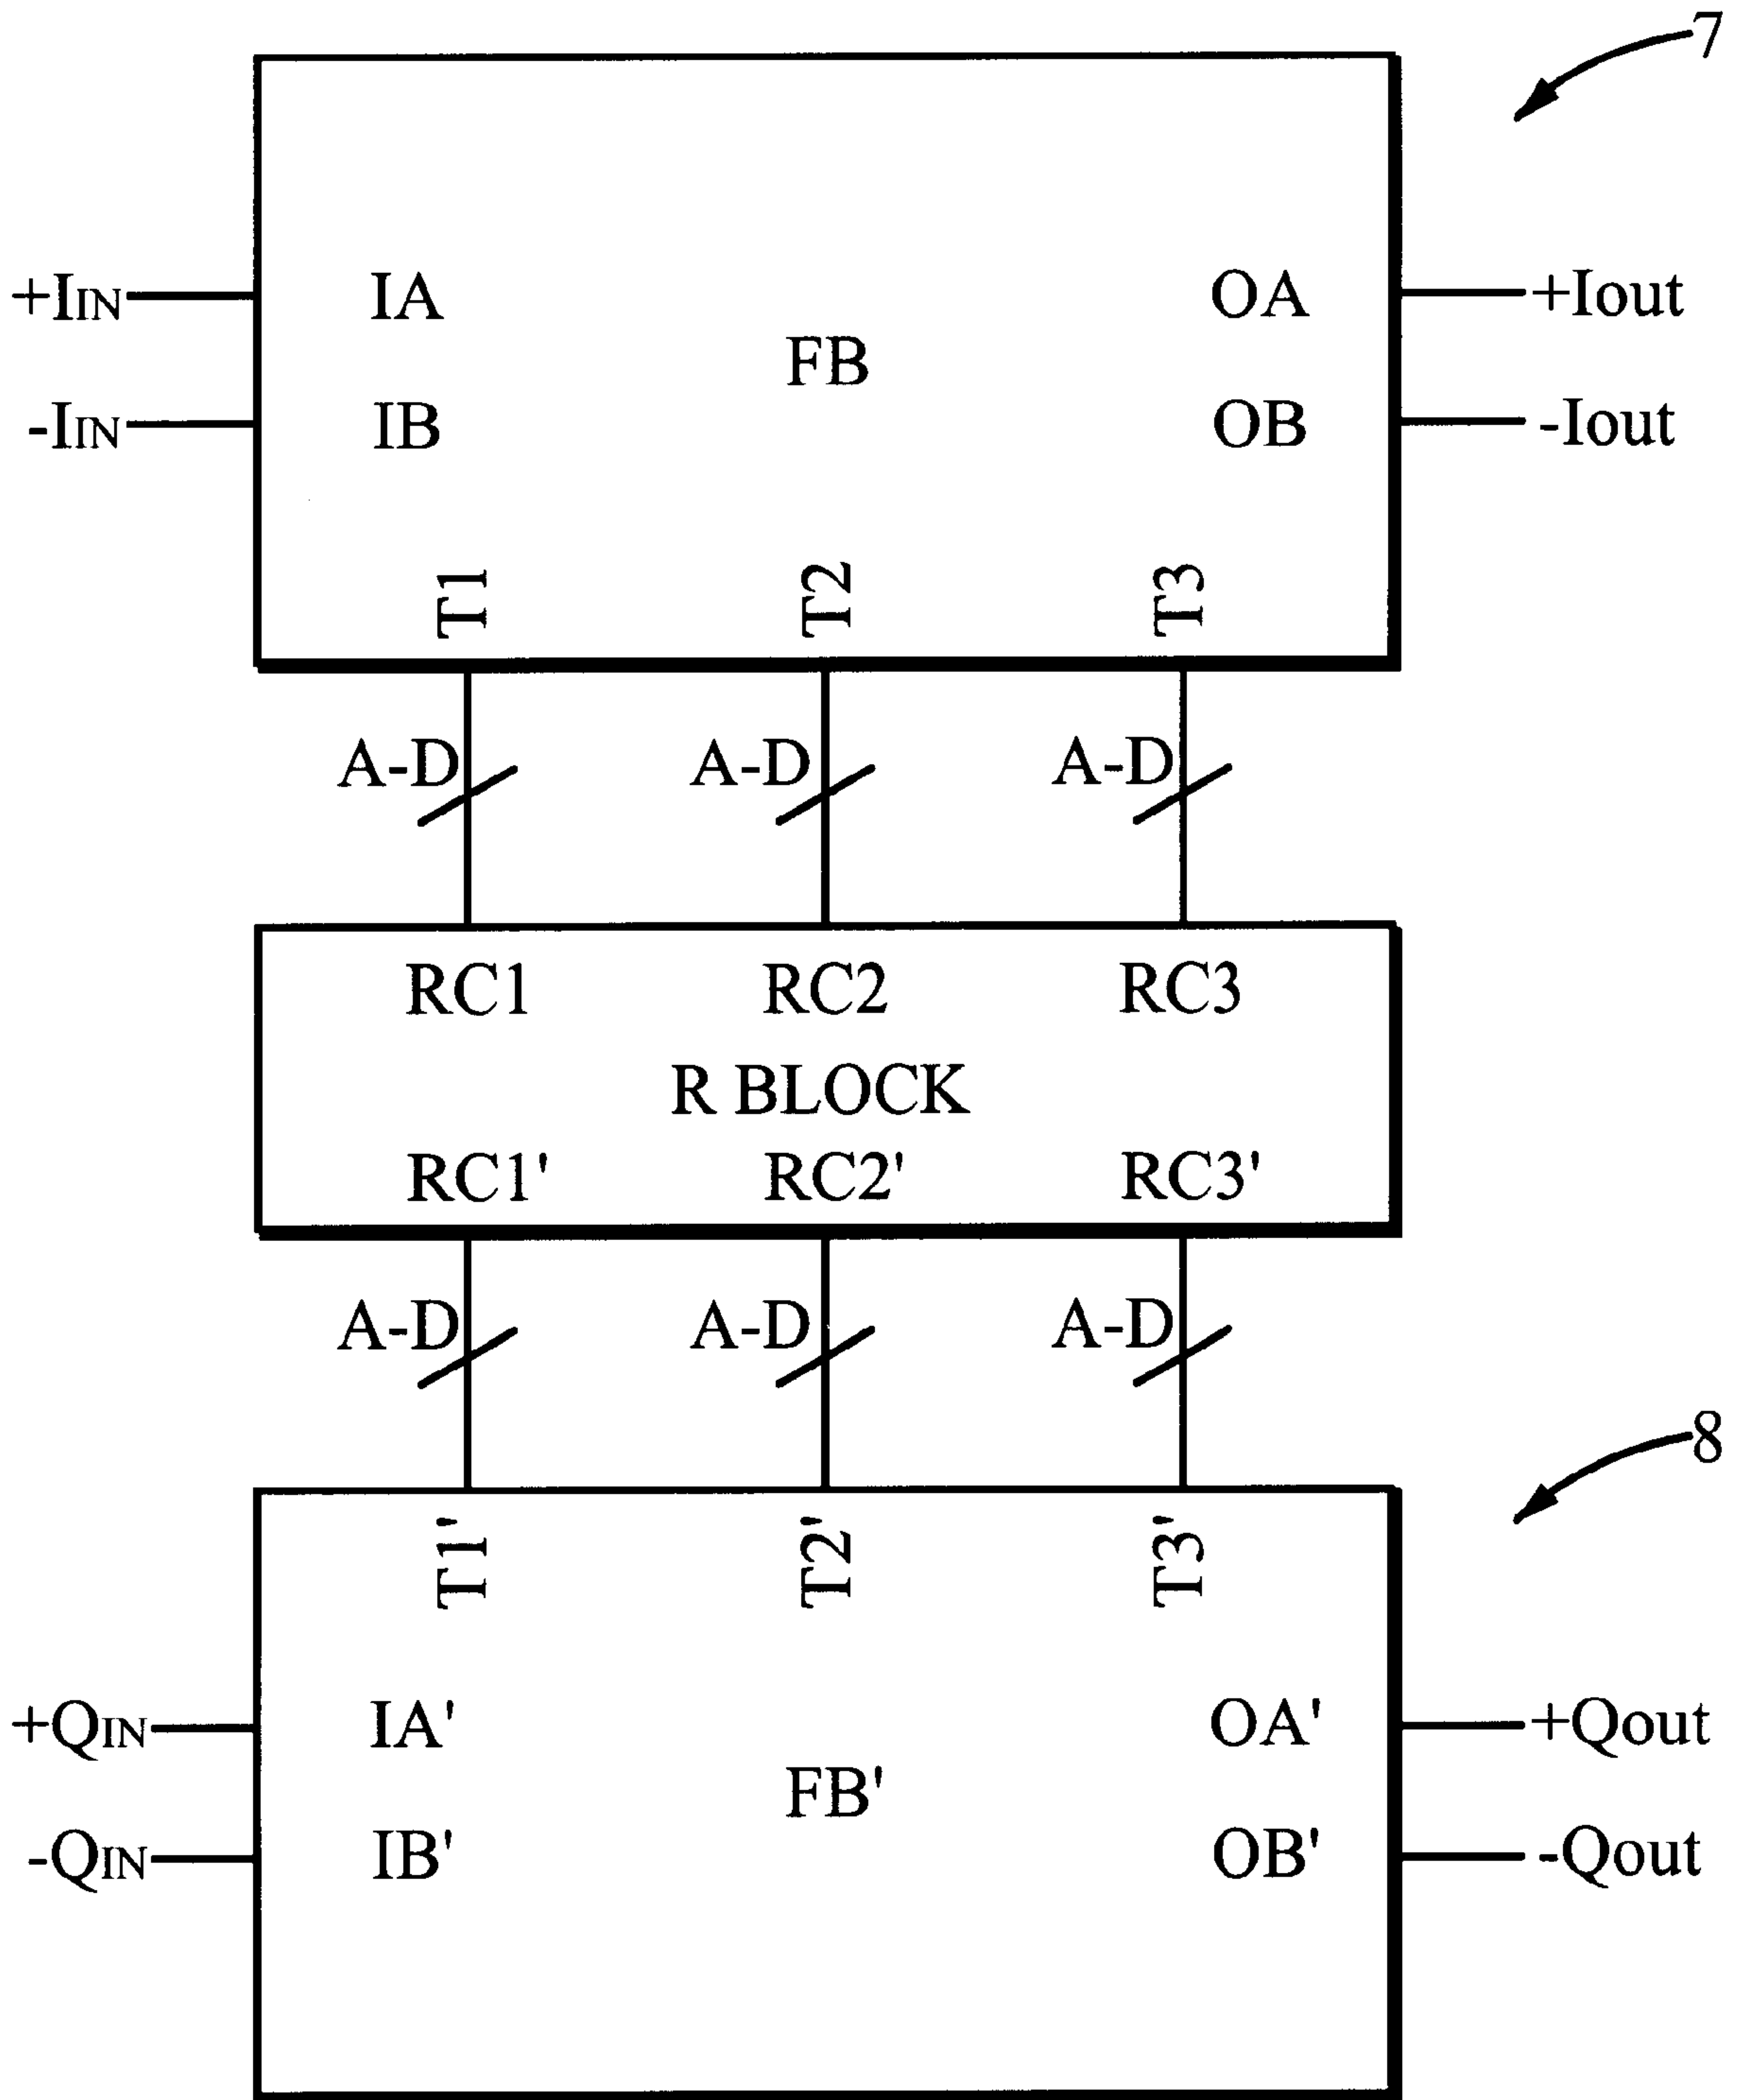 7
+IIN IA OA +Iout
FB
-IIN IB OB -Iout
T1 T2 T3
A-D A-D A-D
RC1 RC2 RC3
R BLOCK
RC1' RC2' RC3'
A-D A-D A-D
8
T1' T2' T3'
+QIN IA' OA' +Qout
FB'
-QIN IB' OB' -Qout